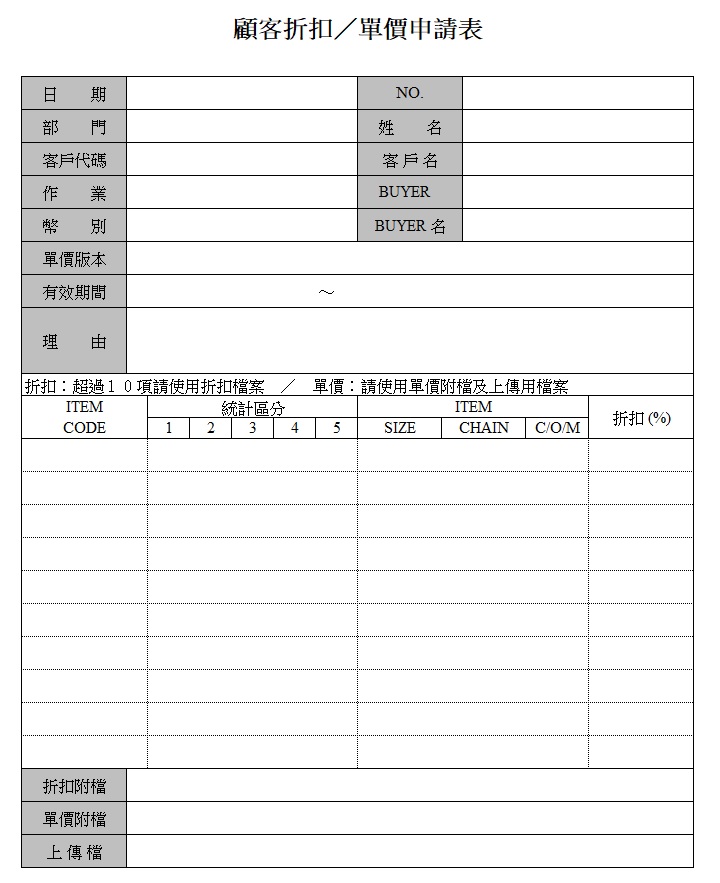 顧客折扣／單價申請表
日　　期　NO.
部　　門　姓　　名
客戶代碼　客 戶 名
作　　業　BUYER
幣　　別　BUYER 名
單價版本
有效期間　～
理　　由
折扣：超過１０項請使用折扣檔案　／　單價：請使用單價附檔及上傳用檔案
ITEM CODE　統計區分　ITEM　折扣 (%)
1　2　3　4　5　SIZE　CHAIN　C/O/M
折扣附檔
單價附檔
上 傳 檔